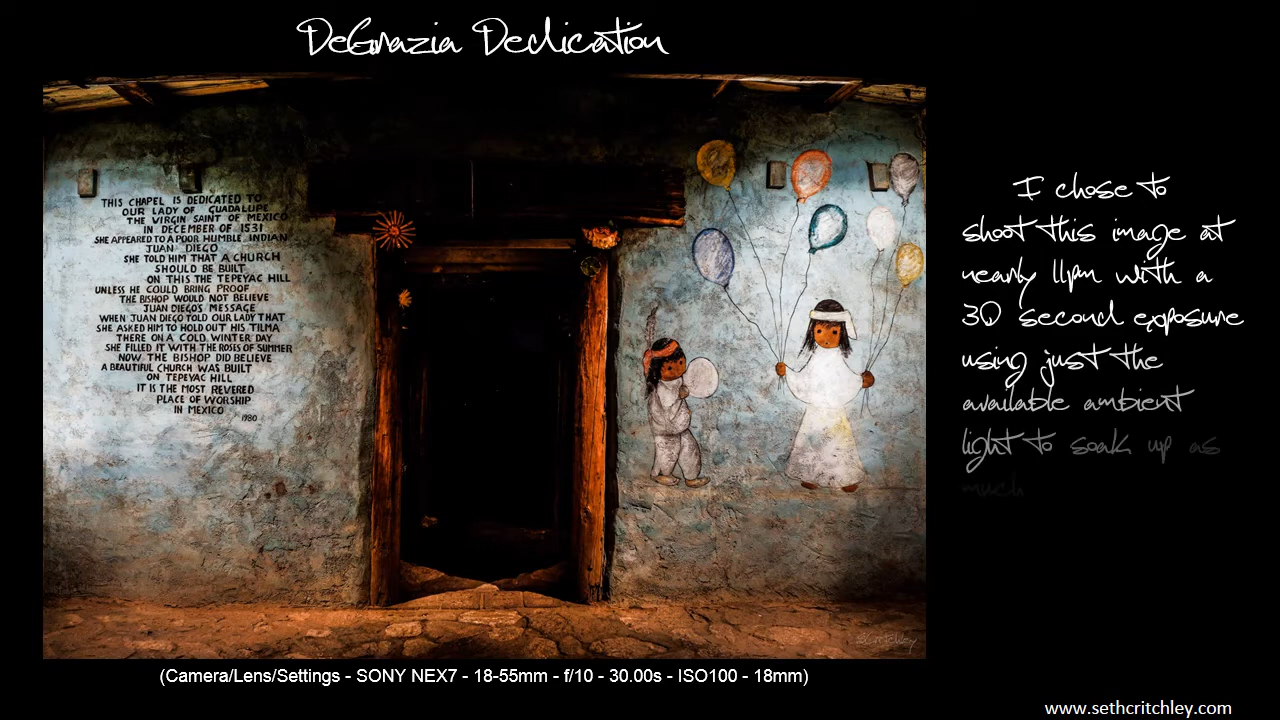 DeGrazia Dedication
THIS CHAPEL IS DEDICATED TO
OUR LADY OF GUADALUPE
THE VIRGIN SAINT OF MEXICO
IN DECEMBER OF 1531
SHE APPEARED TO A POOR HUMBLE INDIAN
JUAN DIEGO
SHE TOLD HIM THAT A CHURCH
SHOULD BE BUILT
ON THIS THE TEPEYAC HILL
UNLESS HE COULD BRING PROOF
THE BISHOP WOULD NOT BELIEVE
JUAN DIEGO'S MESSAGE
WHEN JUAN DIEGO TOLD OUR LADY THAT
SHE ASKED HIM TO HOLD OUT HIS TILMA
THERE ON A COLD WINTER DAY
SHE FILLED IT WITH THE ROSES OF SUMMER
NOW THE BISHOP DID BELIEVE
A BEAUTIFUL CHURCH WAS BUILT
ON TEPEYAC HILL
IT IS THE MOST REVERED
PLACE OF WORSHIP
IN MEXICO
1980
I chose to
shoot this image at
nearly 11pm with a
30 second exposure
using just the
available ambient
light to soak up as
much
SCritchley
(Camera/Lens/Settings - SONY NEX7 - 18-55mm - f/10 - 30.00s - ISO100 - 18mm)
www.sethcritchley.com